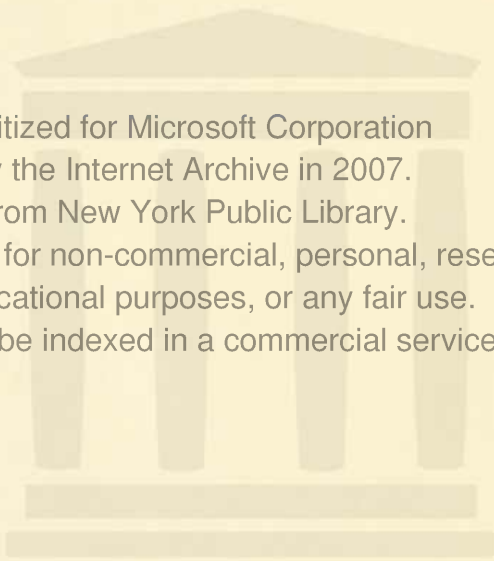 itized for Microsoft Corporation
the Internet Archive in 2007.
rom New York Public Library.
for non-commercial, personal, rese
cational purposes, or any fair use.
be indexed in a commercial service